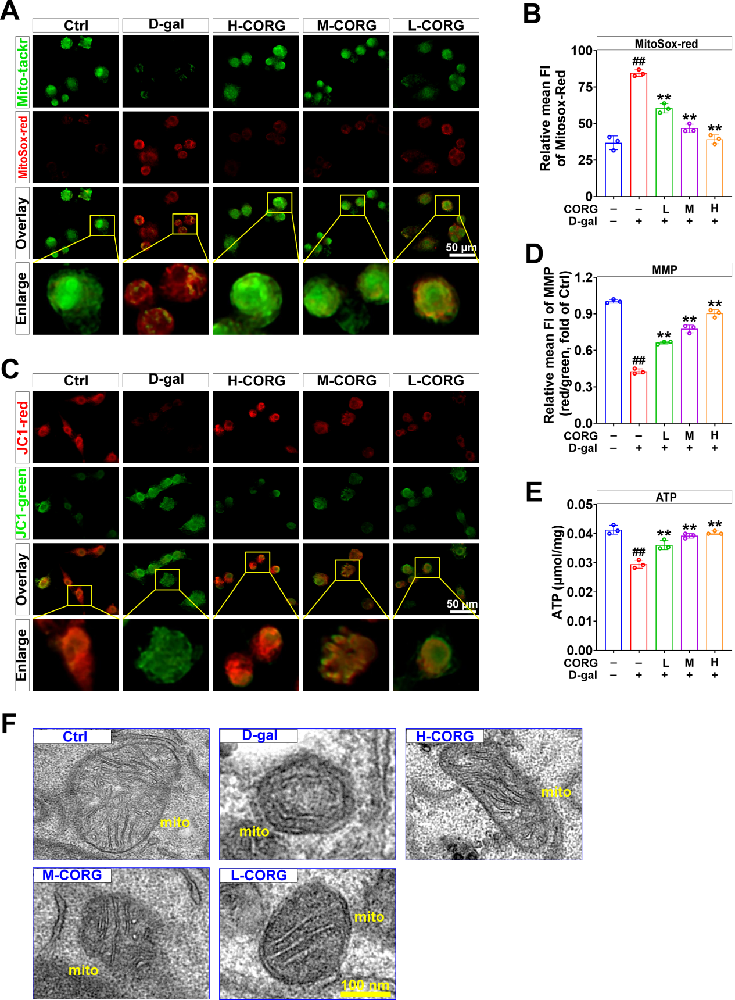 A
Ctrl D-gal H-CORG M-CORG L-CORG
Mito-tackr
MitoSox-red
Overlay
50 μm
Enlarge
B
MitoSox-red
Relative mean FI
of Mitosox-Red
100
75
50
25
0
##
**
**
**
CORG – – L M H
D-gal – + + + +
C
Ctrl D-gal H-CORG M-CORG L-CORG
JC1-red
JC1-green
Overlay
50 μm
Enlarge
D
MMP
Relative mean FI of MMP
(red/green, fold of Ctrl)
1.2
0.9
0.6
0.3
0.0
##
**
**
**
CORG – – L M H
D-gal – + + + +
E
ATP
ATP (μmol/mg)
0.05
0.04
0.03
0.02
0.01
0.00
##
**
**
**
CORG – – L M H
D-gal – + + + +
F
Ctrl
mito
D-gal
mito
H-CORG
mito
M-CORG
mito
L-CORG
mito
100 nm